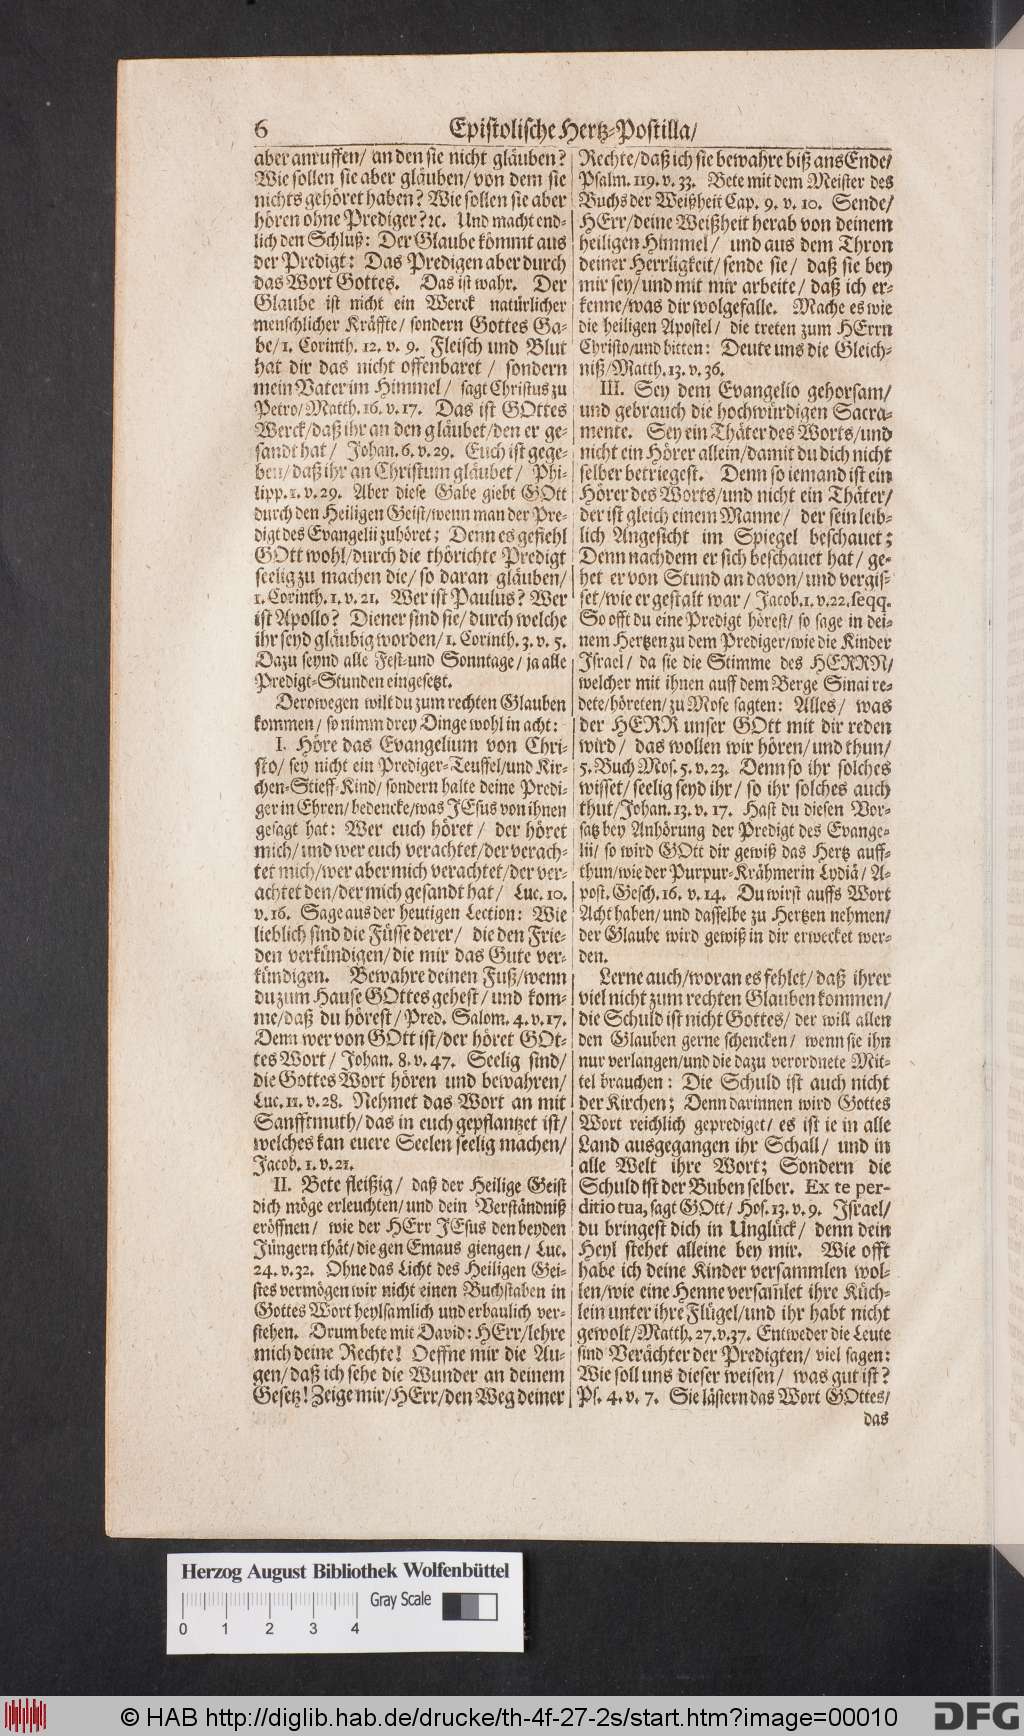 6
Epistolische Hertz-Postilla/
aber anruffen/ an den sie nicht gläuben?
Wie sollen sie aber gläuben/ von dem sie
nichts gehöret haben? Wie sollen sie aber
hören ohne Prediger? ꝛc. Und macht end-
lich den Schluß: Der Glaube kömmt aus
der Predigt: Das Predigen aber durch
das Wort Gottes. Das ist wahr. Der
Glaube ist nicht ein Werck natürlicher
menschlicher Kräffte/ sondern Gottes Ga-
be/ 1. Corinth. 12. v. 9. Fleisch und Blut
hat dir das nicht offenbaret/ sondern
mein Vater im Himmel/ sagt Christus zu
Petro/ Matth. 16. v. 17. Das ist GOttes
Werck/ daß ihr an den gläubet/ den er ge-
sandt hat/ Johan. 6. v. 29. Euch ist gege-
ben/ daß ihr an Christum gläubet/ Phi-
lipp. 1. v. 29. Aber diese Gabe giebt GOtt
durch den Heiligen Geist/ wenn man der Pre-
digt des Evangelii zuhöret; Denn es gefiehl
GOtt wohl/ durch die thörichte Predigt
seelig zu machen die/ so daran gläuben/
1. Corinth. 1. v. 21. Wer ist Paulus? Wer
ist Apollo? Diener sind sie/ durch welche
ihr seyd gläubig worden/ 1. Corinth. 3. v. 5.
Dazu seynd alle Fest- und Sonntage/ ja alle
Predigt-Stunden eingesetzt.
Derowegen wilt du zum rechten Glauben
kommen/ so nimm drey Dinge wohl in acht:
I. Höre das Evangelium von Chri-
sto/ sey nicht ein Prediger-Teuffel/ und Kir-
chen-Stieff-Kind/ sondern halte deine Predi-
ger in Ehren/ bedencke/ was JEsus von ihnen
gesagt hat: Wer euch höret/ der höret
mich/ und wer euch verachtet/ der verach-
tet mich/ wer aber mich verachtet/ der ver-
achtet den/ der mich gesandt hat/ Luc. 10.
v. 16. Sage aus der heutigen Lection: Wie
lieblich sind die Füsse derer/ die den Frie-
den verkündigen/ die mir das Gute ver-
kündigen. Bewahre deinen Fuß/ wenn
du zum Hause GOttes gehest/ und kom-
me/ daß du hörest/ Pred. Salom. 4. v. 17.
Denn wer von GOtt ist/ der höret GOt-
tes Wort/ Johan. 8. v. 47. Seelig sind/
die Gottes Wort hören und bewahren/
Luc. 11. v. 28. Nehmet das Wort an mit
Sanfftmuth/ das in euch gepflantzet ist/
welches kan euere Seelen seelig machen/
Jacob. 1. v. 21.
II. Bete fleißig/ daß der Heilige Geist
dich möge erleuchten/ und dein Verständniß
eröffnen/ wie der HErr JEsus den beyden
Jüngern thät/ die gen Emaus giengen/ Luc.
24. v. 32. Ohne das Licht des Heiligen Gei-
stes vermögen wir nicht einen Buchstaben in
Gottes Wort heylsamlich und erbaulich ver-
stehen. Drum bete mit David: HErr/ lehre
mich deine Rechte! Oeffne mir die Au-
gen/ daß ich sehe die Wunder an deinem
Gesetz! Zeige mir/ HErr/ den Weg deiner
Rechte/ daß ich sie bewahre biß ans Ende/
Psalm. 119. v. 33. Bete mit dem Meister des
Buchs der Weißheit Cap. 9. v. 10. Sende/
HErr/ deine Weißheit herab von deinem
heiligen Himmel/ und aus dem Thron
deiner Herrligkeit/ sende sie/ daß sie bey
mir sey/ und mit mir arbeite/ daß ich er-
kenne/ was dir wolgefalle. Mache es wie
die heiligen Apostel/ die treten zum HErrn
Christo/ und bitten: Deute uns die Gleich-
niß/ Matth. 13. v. 36.
III. Sey dem Evangelio gehorsam/
und gebrauch die hochwürdigen Sacra-
mente. Sey ein Thäter des Worts/ und
nicht ein Hörer allein/ damit du dich nicht
selber betriegest. Denn so iemand ist ein
Hörer des Worts/ und nicht ein Thäter/
der ist gleich einem Manne/ der sein leib-
lich Angesicht im Spiegel beschauet;
Denn nachdem er sich beschauet hat/ ge-
het er von Stund an davon/ und vergis-
set/ wie er gestalt war/ Jacob. 1. v. 22. seqq.
So offt du eine Predigt hörest/ so sage in dei-
nem Hertzen zu dem Prediger/ wie die Kinder
Israel/ da sie die Stimme des HERRN/
welcher mit ihnen auff dem Berge Sinai re-
dete/ höreten/ zu Mose sagten: Alles/ was
der HERR unser GOtt mit dir reden
wird/ das wollen wir hören/ und thun/
5. Buch Mos. 5. v. 23. Denn so ihr solches
wisset/ seelig seyd ihr/ so ihr solches auch
thut/ Johan. 13. v. 17. Hast du diesen Vor-
satz bey Anhörung der Predigt des Evange-
lii/ so wird GOtt dir gewiß das Hertz auff-
thun/ wie der Purpur-Krähmerin Lydiä/ A-
post. Gesch. 16. v. 14. Du wirst auffs Wort
Acht haben/ und dasselbe zu Hertzen nehmen/
der Glaube wird gewiß in dir erwecket wer-
den.
Lerne auch/ woran es fehlet/ daß ihrer
viel nicht zum rechten Glauben kommen/
die Schuld ist nicht Gottes/ der will allen
den Glauben gerne schencken/ wenn sie ihn
nur verlangen/ und die dazu verordnete Mit-
tel brauchen: Die Schuld ist auch nicht
der Kirchen; Denn darinnen wird Gottes
Wort reichlich geprediget/ es ist ie in alle
Land ausgegangen ihr Schall/ und in
alle Welt ihre Wort; Sondern die
Schuld ist der Buben selber. Ex te per-
ditio tua, sagt GOtt/ Hos. 13. v. 9. Israel/
du bringest dich in Unglück/ denn dein
Heyl stehet alleine bey mir. Wie offt
habe ich deine Kinder versammlen wol-
len/ wie eine Henne versam̃let ihre Küch-
lein unter ihre Flügel/ und ihr habt nicht
gewolt/ Matth. 27. v. 37. Entweder die Leute
sind Verächter der Predigten/ viel sagen:
Wie soll uns dieser weisen/ was gut ist?
Ps. 4. v. 7. Sie lästern das Wort GOttes/
das
Herzog August Bibliothek Wolfenbüttel
Gray Scale
0 1 2 3 4
© HAB http://diglib.hab.de/drucke/th-4f-27-2s/start.htm?image=00010
DFG